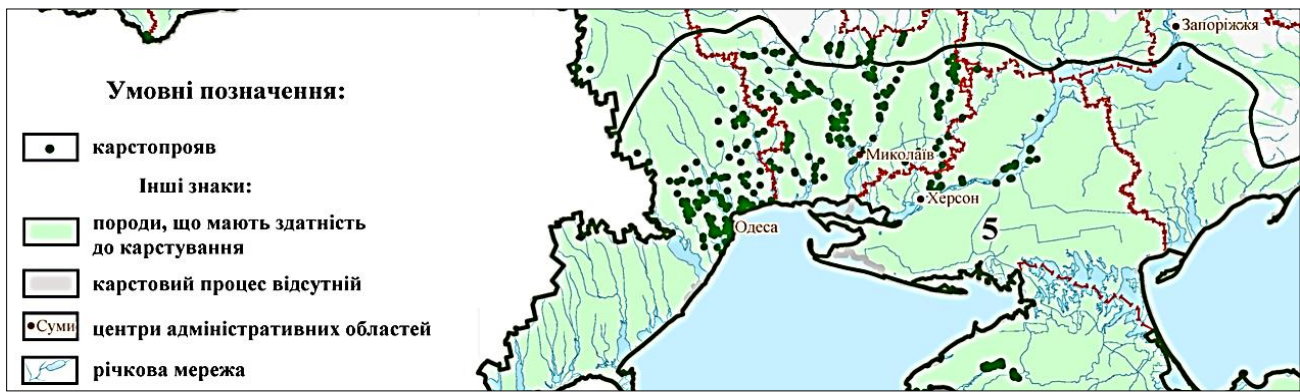 Умовні позначення:
карстопрояв
Інші знаки:
породи, що мають здатність
до карстування
карстовий процес відсутній
Суми
центри адміністративних областей
річкова мережа
Запоріжжя
Миколаїв
Херсон
Одеса
5